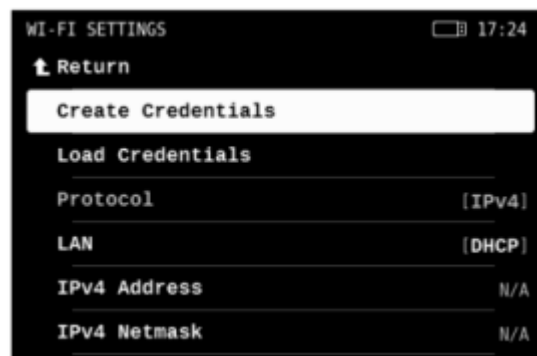 WI-FI SETTINGS 17:24
Return
Create Credentials
Load Credentials
Protocol [IPv4]
LAN [DHCP]
IPv4 Address N/A
IPv4 Netmask N/A